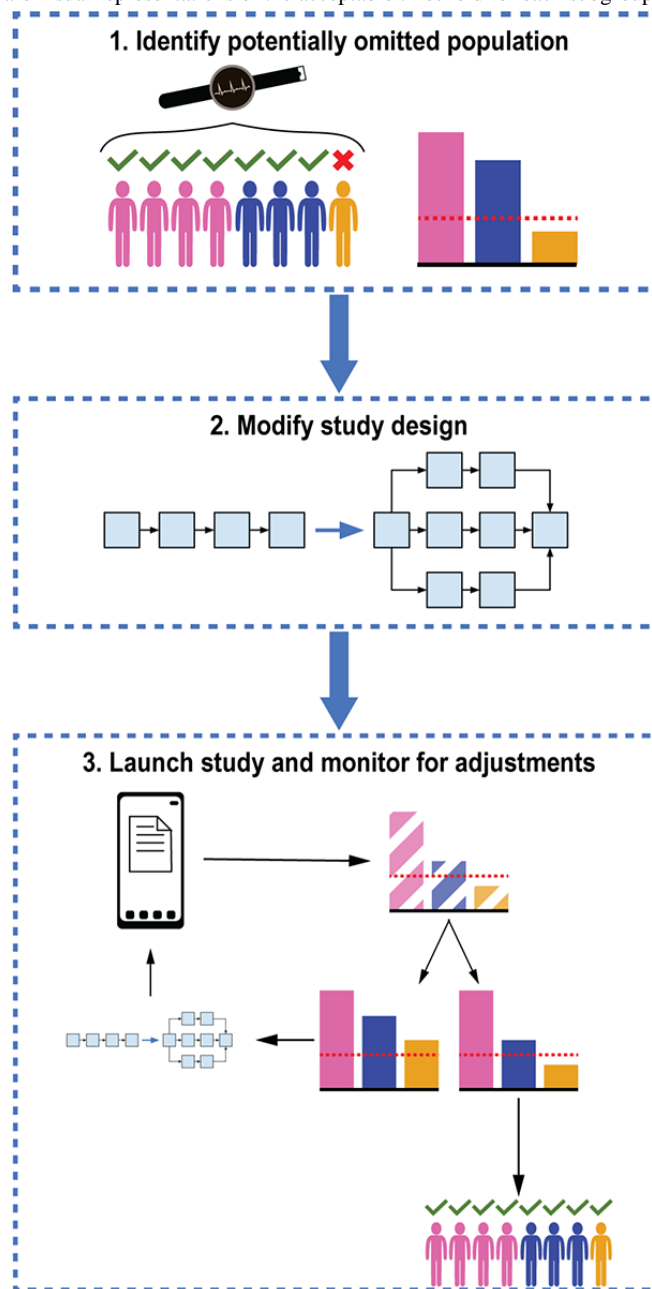 1. Identify potentially omitted population
2. Modify study design
3. Launch study and monitor for adjustments